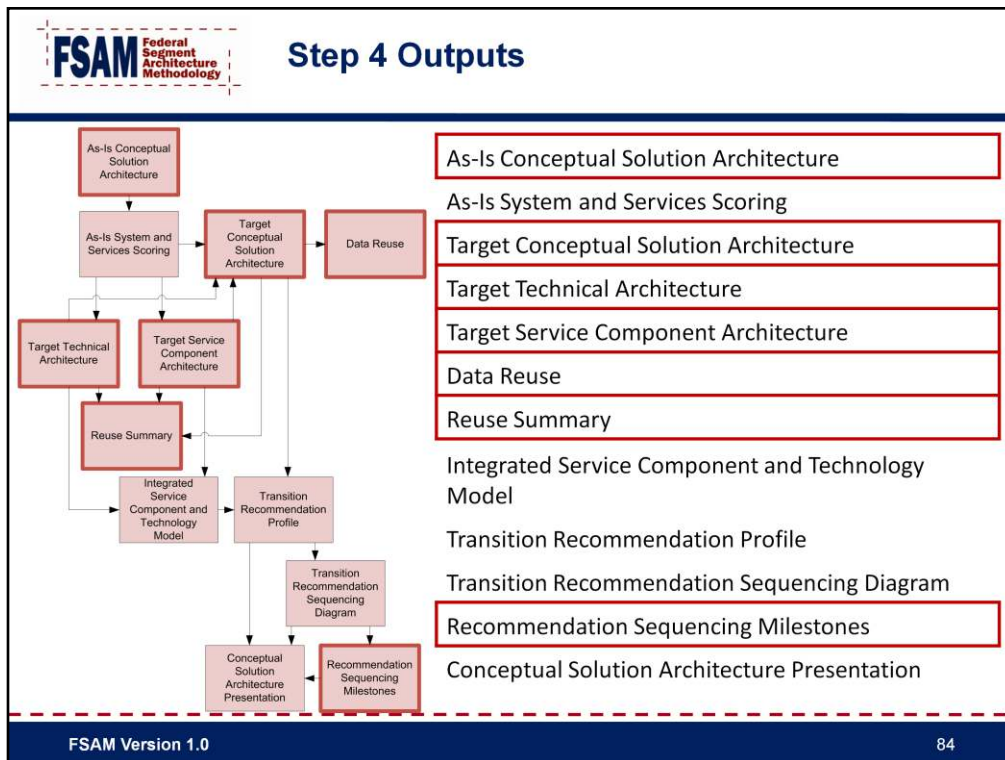 FSAM Federal
Segment
Architecture
Methodology
Step 4 Outputs
As-Is Conceptual
Solution
Architecture
As-Is System and
Services Scoring
Target
Conceptual
Solution
Architecture
Data Reuse
Target Technical
Architecture
Target Service
Component
Architecture
Reuse Summary
Integrated
Service
Component and
Technology
Model
Transition
Recommendation
Profile
Transition
Recommendation
Sequencing
Diagram
Conceptual
Solution
Architecture
Presentation
Recommendation
Sequencing
Milestones
As-Is Conceptual Solution Architecture
As-Is System and Services Scoring
Target Conceptual Solution Architecture
Target Technical Architecture
Target Service Component Architecture
Data Reuse
Reuse Summary
Integrated Service Component and Technology
Model
Transition Recommendation Profile
Transition Recommendation Sequencing Diagram
Recommendation Sequencing Milestones
Conceptual Solution Architecture Presentation
FSAM Version 1.0
84